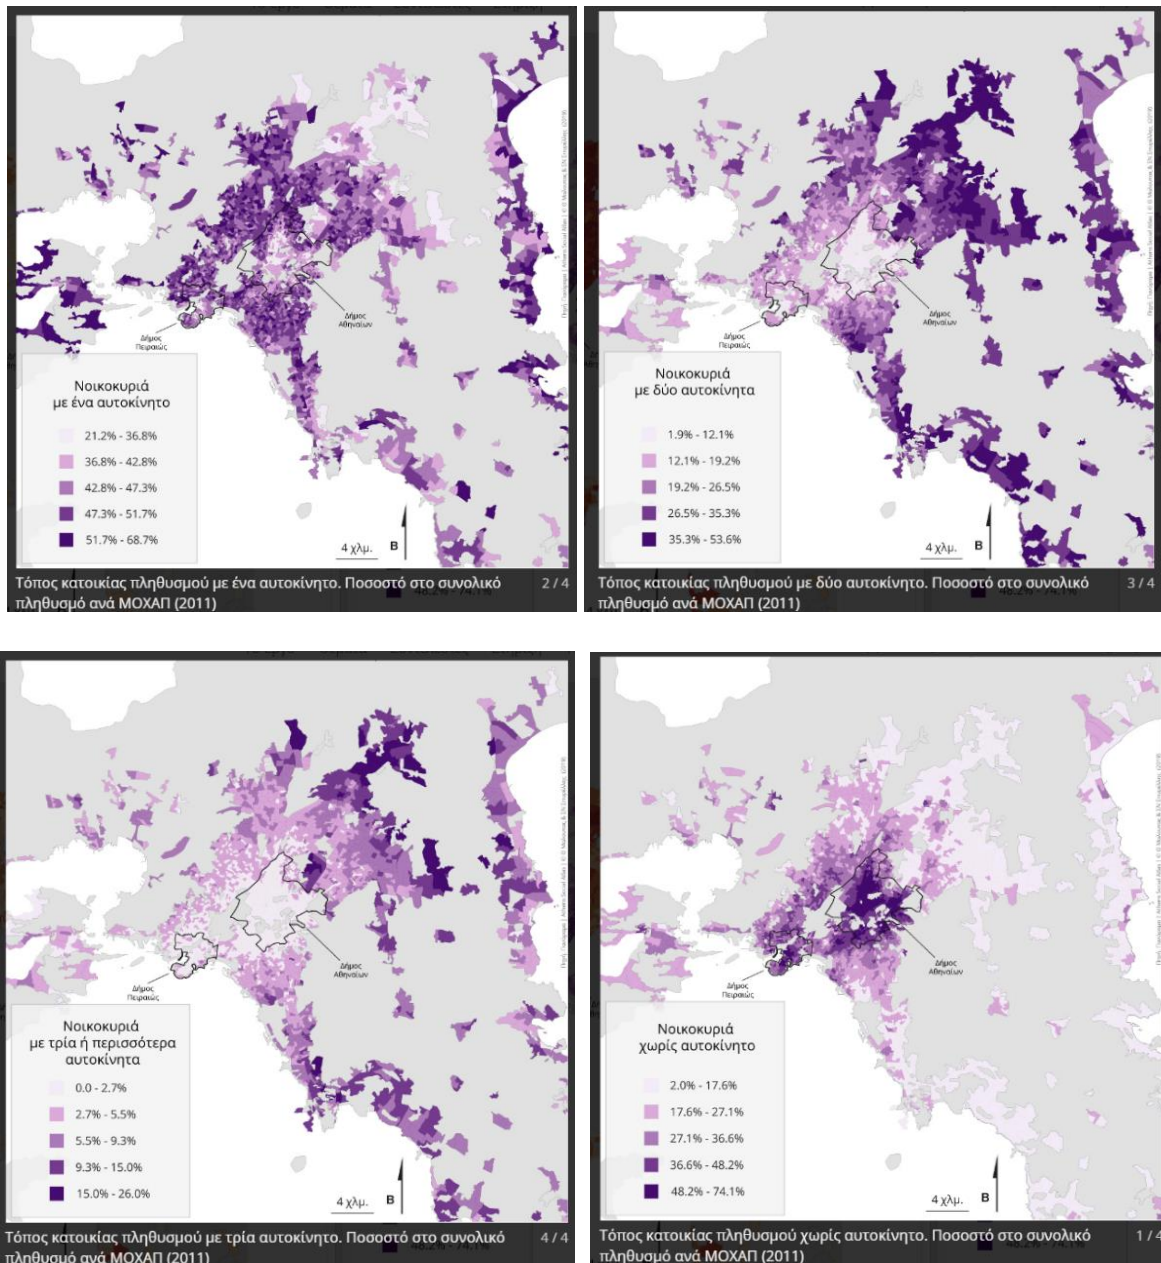 Δήμος
Αθηναίων
Δήμος
Πειραιώς
Νοικοκυριά
με ένα αυτοκίνητο
21.2% - 36.8%
36.8% - 42.8%
42.8% - 47.3%
47.3% - 51.7%
51.7% - 68.7%
4 χλμ.
Β
Τόπος κατοικίας πληθυσμού με ένα αυτοκίνητο. Ποσοστό στο συνολικό
πληθυσμό ανά ΜΟΧΑΠ (2011)
2 / 4
Δήμος
Αθηναίων
Δήμος
Πειραιώς
Νοικοκυριά
με δύο αυτοκίνητα
1.9% - 12.1%
12.1% - 19.2%
19.2% - 26.5%
26.5% - 35.3%
35.3% - 53.6%
4 χλμ.
Β
Τόπος κατοικίας πληθυσμού με δύο αυτοκίνητο. Ποσοστό στο συνολικό
πληθυσμό ανά ΜΟΧΑΠ (2011)
3 / 4
48.2% - 74.1%
Δήμος
Αθηναίων
Δήμος
Πειραιώς
Νοικοκυριά
με τρία ή περισσότερα
αυτοκίνητα
0.0 - 2.7%
2.7% - 5.5%
5.5% - 9.3%
9.3% - 15.0%
15.0% - 26.0%
4 χλμ.
Β
Τόπος κατοικίας πληθυσμού με τρία αυτοκίνητο. Ποσοστό στο συνολικό
πληθυσμό ανά ΜΟΧΑΠ (2011)
4 / 4
Δήμος
Αθηναίων
Δήμος
Πειραιώς
Νοικοκυριά
χωρίς αυτοκίνητο
2.0% - 17.6%
17.6% - 27.1%
27.1% - 36.6%
36.6% - 48.2%
48.2% - 74.1%
4 χλμ.
Β
Τόπος κατοικίας πληθυσμού χωρίς αυτοκίνητο. Ποσοστό στο συνολικό
πληθυσμό ανά ΜΟΧΑΠ (2011)
1 / 4